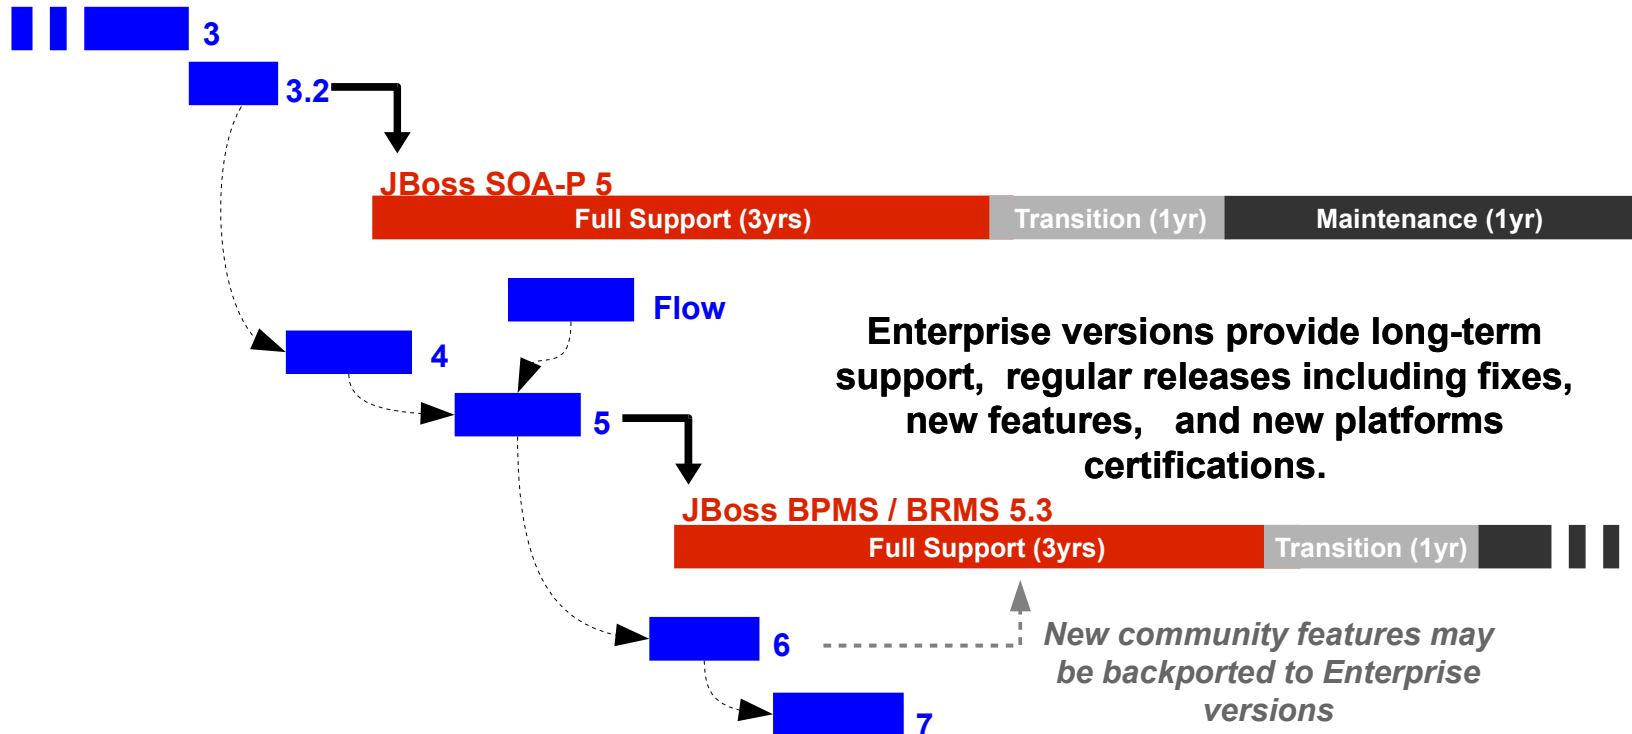 3
3.2
JBoss SOA-P 5
Full Support (3yrs) Transition (1yr) Maintenance (1yr)
Flow
4
Enterprise versions provide long-term
support, regular releases including fixes,
new features, and new platforms
certifications.
5
JBoss BPMS / BRMS 5.3
Full Support (3yrs) Transition (1yr)
6
New community features may
be backported to Enterprise
versions
7